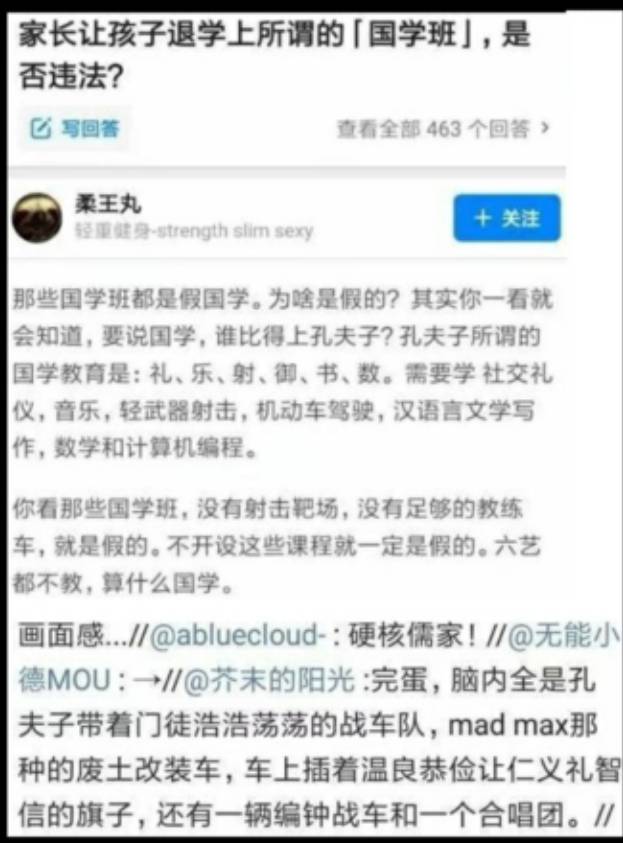 家长让孩子退学上所谓的「国学班」，是
否违法？
写回答
查看全部 463 个回答 >
柔王丸
轻重健身-strength slim sexy
+ 关注
那些国学班都是假国学。为啥是假的？其实你一看就
会知道，要说国学，谁比得上孔夫子？孔夫子所谓的
国学教育是：礼、乐、射、御、书、数。需要学 社交礼
仪，音乐，轻武器射击，机动车驾驶，汉语言文学写
作，数学和计算机编程。
你看那些国学班，没有射击靶场，没有足够的教练
车，就是假的。不开设这些课程就一定是假的。六艺
都不教，算什么国学。
画面感...//@abluecloud-：硬核儒家！//@无能小
德MOU：→//@芥末的阳光:完蛋，脑内全是孔
夫子带着门徒浩浩荡荡的战车队，mad max那
种的废土改装车，车上插着温良恭俭让仁义礼智
信的旗子，还有一辆编钟战车和一个合唱团。//